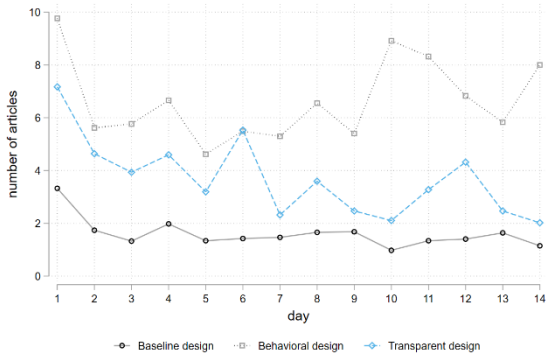 10
8
6
4
2
0
number of articles
1 2 3 4 5 6 7 8 9 10 11 12 13 14
day
Baseline design Behavioral design Transparent design